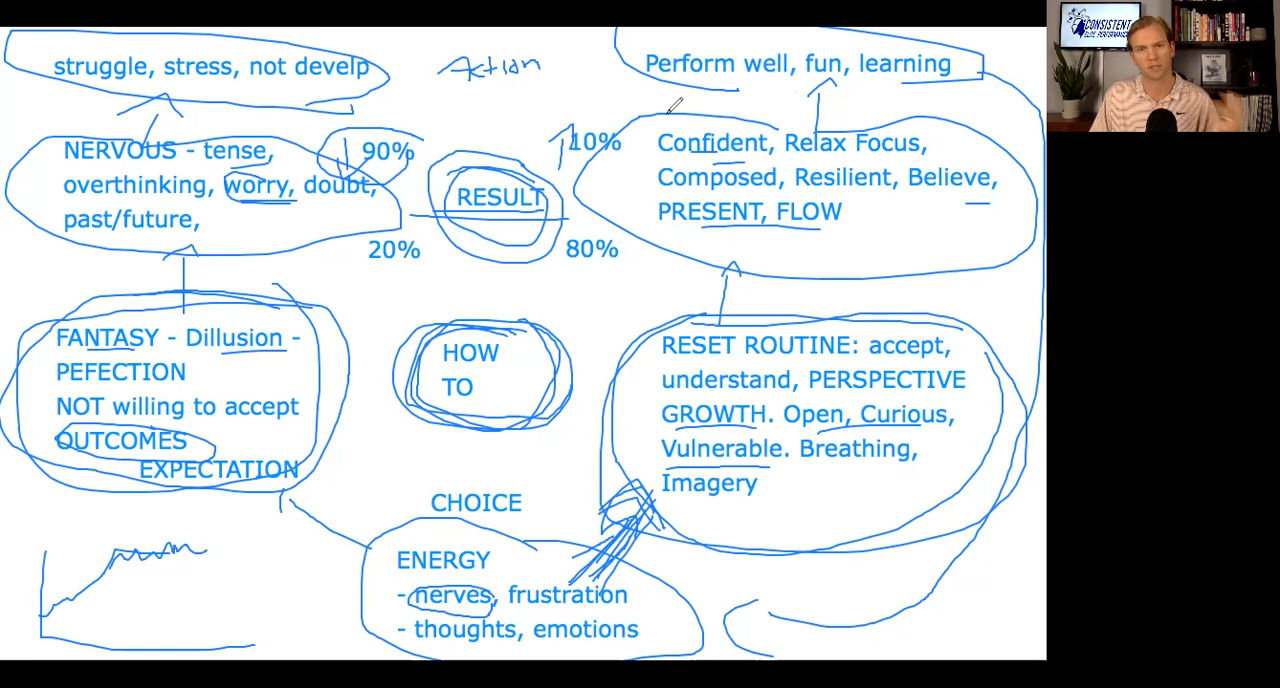 struggle, stress, not develp
Action
Perform well, fun, learning
CONSISTENT
ELITE PERFORMANCE
NERVOUS - tense,
overthinking, worry, doubt,
past/future,
90%
10%
RESULT
20%
80%
Confident, Relax Focus,
Composed, Resilient, Believe,
PRESENT, FLOW
FANTASY - Dillusion -
PEFECTION
NOT willing to accept
OUTCOMES
EXPECTATION
HOW
TO
RESET ROUTINE: accept,
understand, PERSPECTIVE
GROWTH. Open, Curious,
Vulnerable. Breathing,
Imagery
CHOICE
ENERGY
- nerves, frustration
- thoughts, emotions